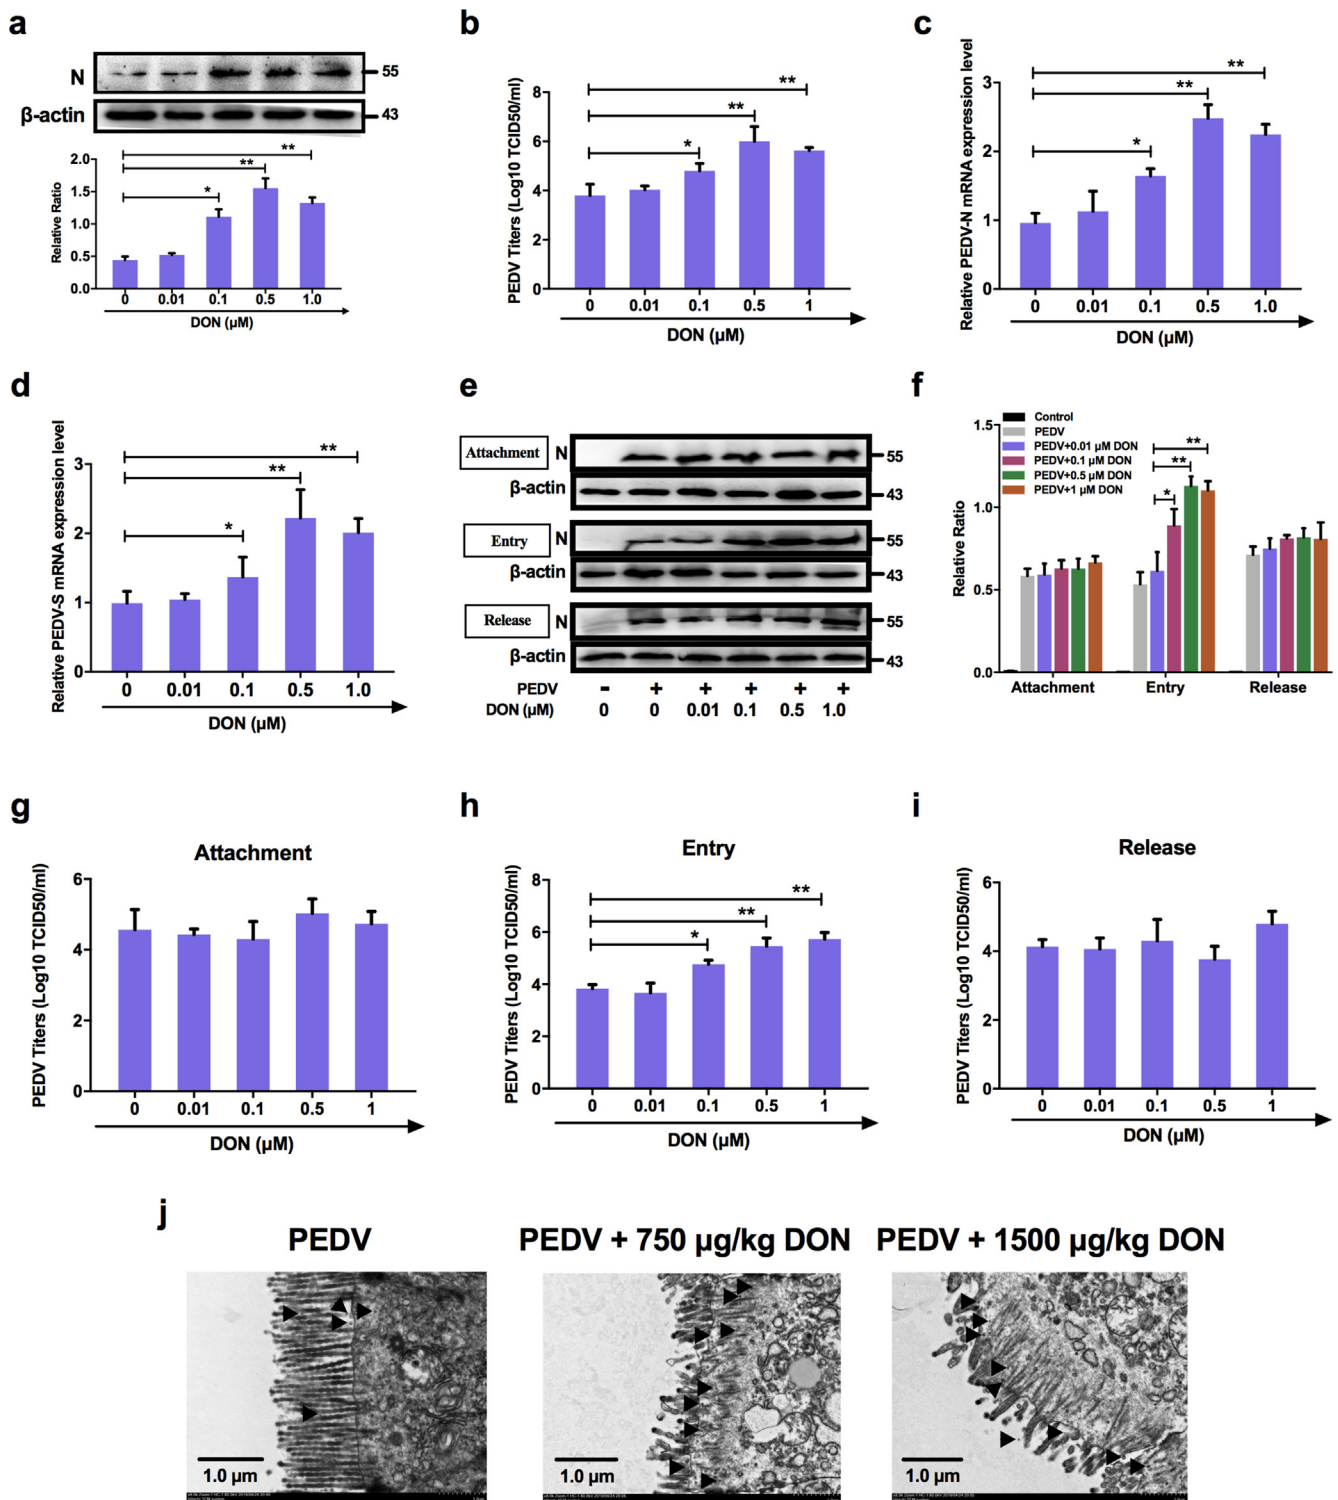 a
N
55
β-actin
43
Relative Ratio
2.0
1.5
1.0
0.5
0.0
**
**
*
0 0.01 0.1 0.5 1.0
DON (µM)
b
PEDV Titers (Log10 TCID50/ml)
8
6
4
2
0
**
**
*
0 0.01 0.1 0.5 1
DON (µM)
c
Relative PEDV-N mRNA expression level
3
2
1
0
**
**
*
0 0.01 0.1 0.5 1.0
DON (µM)
d
Relative PEDV-S mRNA expression level
3
2
1
0
**
**
*
0 0.01 0.1 0.5 1.0
DON (µM)
e
Attachment N 55
β-actin 43
Entry N 55
β-actin 43
Release N 55
β-actin 43
PEDV - + + + + +
DON (µM) 0 0 0.01 0.1 0.5 1.0
f
Control
PEDV
PEDV+0.01 µM DON
PEDV+0.1 µM DON
PEDV+0.5 µM DON
PEDV+1 µM DON
Relative Ratio
1.5
1.0
0.5
0.0
**
**
*
Attachment Entry Release
g
Attachment
PEDV Titers (Log10 TCID50/ml)
6
4
2
0
0 0.01 0.1 0.5 1
DON (µM)
h
Entry
PEDV Titers (Log10 TCID50/ml)
8
6
4
2
0
**
**
*
0 0.01 0.1 0.5 1
DON (µM)
i
Release
PEDV Titers (Log10 TCID50/ml)
6
4
2
0
0 0.01 0.1 0.5 1
DON (µM)
j
PEDV
PEDV + 750 µg/kg DON
PEDV + 1500 µg/kg DON
1.0 µm
1.0 µm
1.0 µm